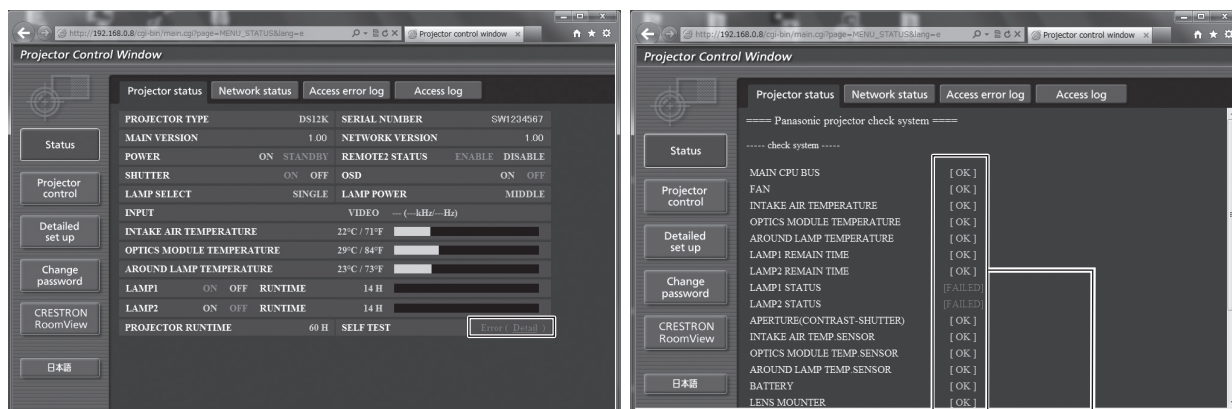 http://192.168.0.8/cgi-bin/main.cgi?page=MENU_STATUS&lang=e Projector control window
Projector Control Window
Projector status Network status Access error log Access log
Status
Projector control
Detailed set up
Change password
CRESTRON RoomView
日本語
PROJECTOR TYPE DS12K SERIAL NUMBER SW1234567
MAIN VERSION 1.00 NETWORK VERSION 1.00
POWER ON STANDBY REMOTE2 STATUS ENABLE DISABLE
SHUTTER ON OFF OSD ON OFF
LAMP SELECT SINGLE LAMP POWER MIDDLE
INPUT VIDEO --- (---kHz/---Hz)
INTAKE AIR TEMPERATURE 22°C / 71°F
OPTICS MODULE TEMPERATURE 29°C / 84°F
AROUND LAMP TEMPERATURE 23°C / 73°F
LAMP1 ON OFF RUNTIME 14 H
LAMP2 ON OFF RUNTIME 14 H
PROJECTOR RUNTIME 60 H SELF TEST Error ( Detail )
http://192.168.0.8/cgi-bin/main.cgi?page=MENU_STATUS&lang=e Projector control window
Projector Control Window
Projector status Network status Access error log Access log
Status
Projector control
Detailed set up
Change password
CRESTRON RoomView
日本語
==== Panasonic projector check system ====
----- check system -----
MAIN CPU BUS [ OK ]
FAN [ OK ]
INTAKE AIR TEMPERATURE [ OK ]
OPTICS MODULE TEMPERATURE [ OK ]
AROUND LAMP TEMPERATURE [ OK ]
LAMP1 REMAIN TIME [ OK ]
LAMP2 REMAIN TIME [ OK ]
LAMP1 STATUS [FAILED]
LAMP2 STATUS [FAILED]
APERTURE(CONTRAST-SHUTTER) [ OK ]
INTAKE AIR TEMP.SENSOR [ OK ]
OPTICS MODULE TEMP.SENSOR [ OK ]
AROUND LAMP TEMP.SENSOR [ OK ]
BATTERY [ OK ]
LENS MOUNTER [ OK ]